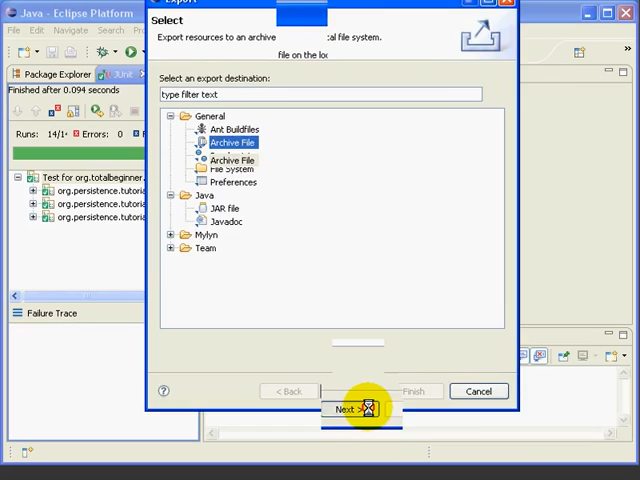 Java - Eclipse Platform
Export
File Edit Navigate Search
Select
Export resources to an archive
cal file system.
file on the loc
Package Explorer
JUnit
Finished after 0.094 seconds
Select an export destination:
type filter text
Runs: 14/1
Errors: 0
General
Ant Buildfiles
Archive File
Archive File
File System
Preferences
Java
JAR file
Javadoc
Mylyn
Team
Test for org.totalbeginner.
org.persistence.tutoria
org.persistence.tutoria
org.persistence.tutoria
Failure Trace
< Back
Finish
Cancel
Next >